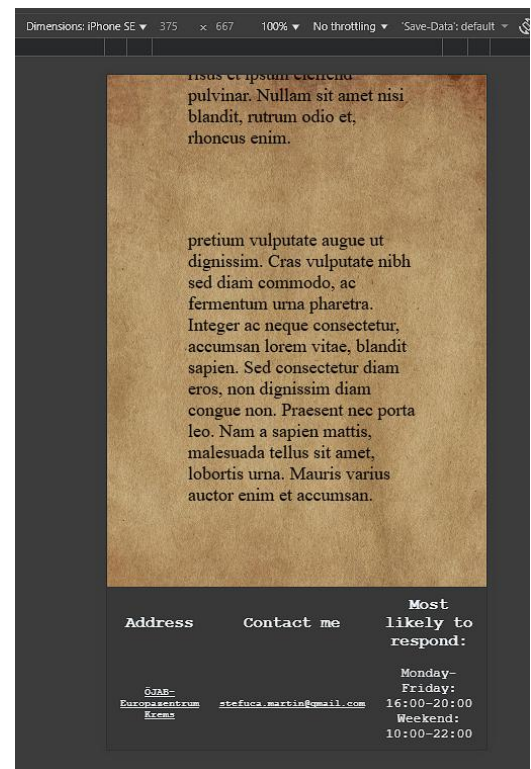 Dimensions: iPhone SE ▼ 375 × 667 100% ▼ No throttling ▼ 'Save-Data': default ▼
risus et ipsum eleifend
pulvinar. Nullam sit amet nisi
blandit, rutrum odio et,
rhoncus enim.
pretium vulputate augue ut
dignissim. Cras vulputate nibh
sed diam commodo, ac
fermentum urna pharetra.
Integer ac neque consectetur,
accumsan lorem vitae, blandit
sapien. Sed consectetur diam
eros, non dignissim diam
congue non. Praesent nec porta
leo. Nam a sapien mattis,
malesuada tellus sit amet,
lobortis urna. Mauris varius
auctor enim et accumsan.
Address
ÖJAB-
Europazentrum
Krems
Contact me
stefuca.martin@gmail.com
Most
likely to
respond:
Monday-
Friday:
16:00-20:00
Weekend:
10:00-22:00